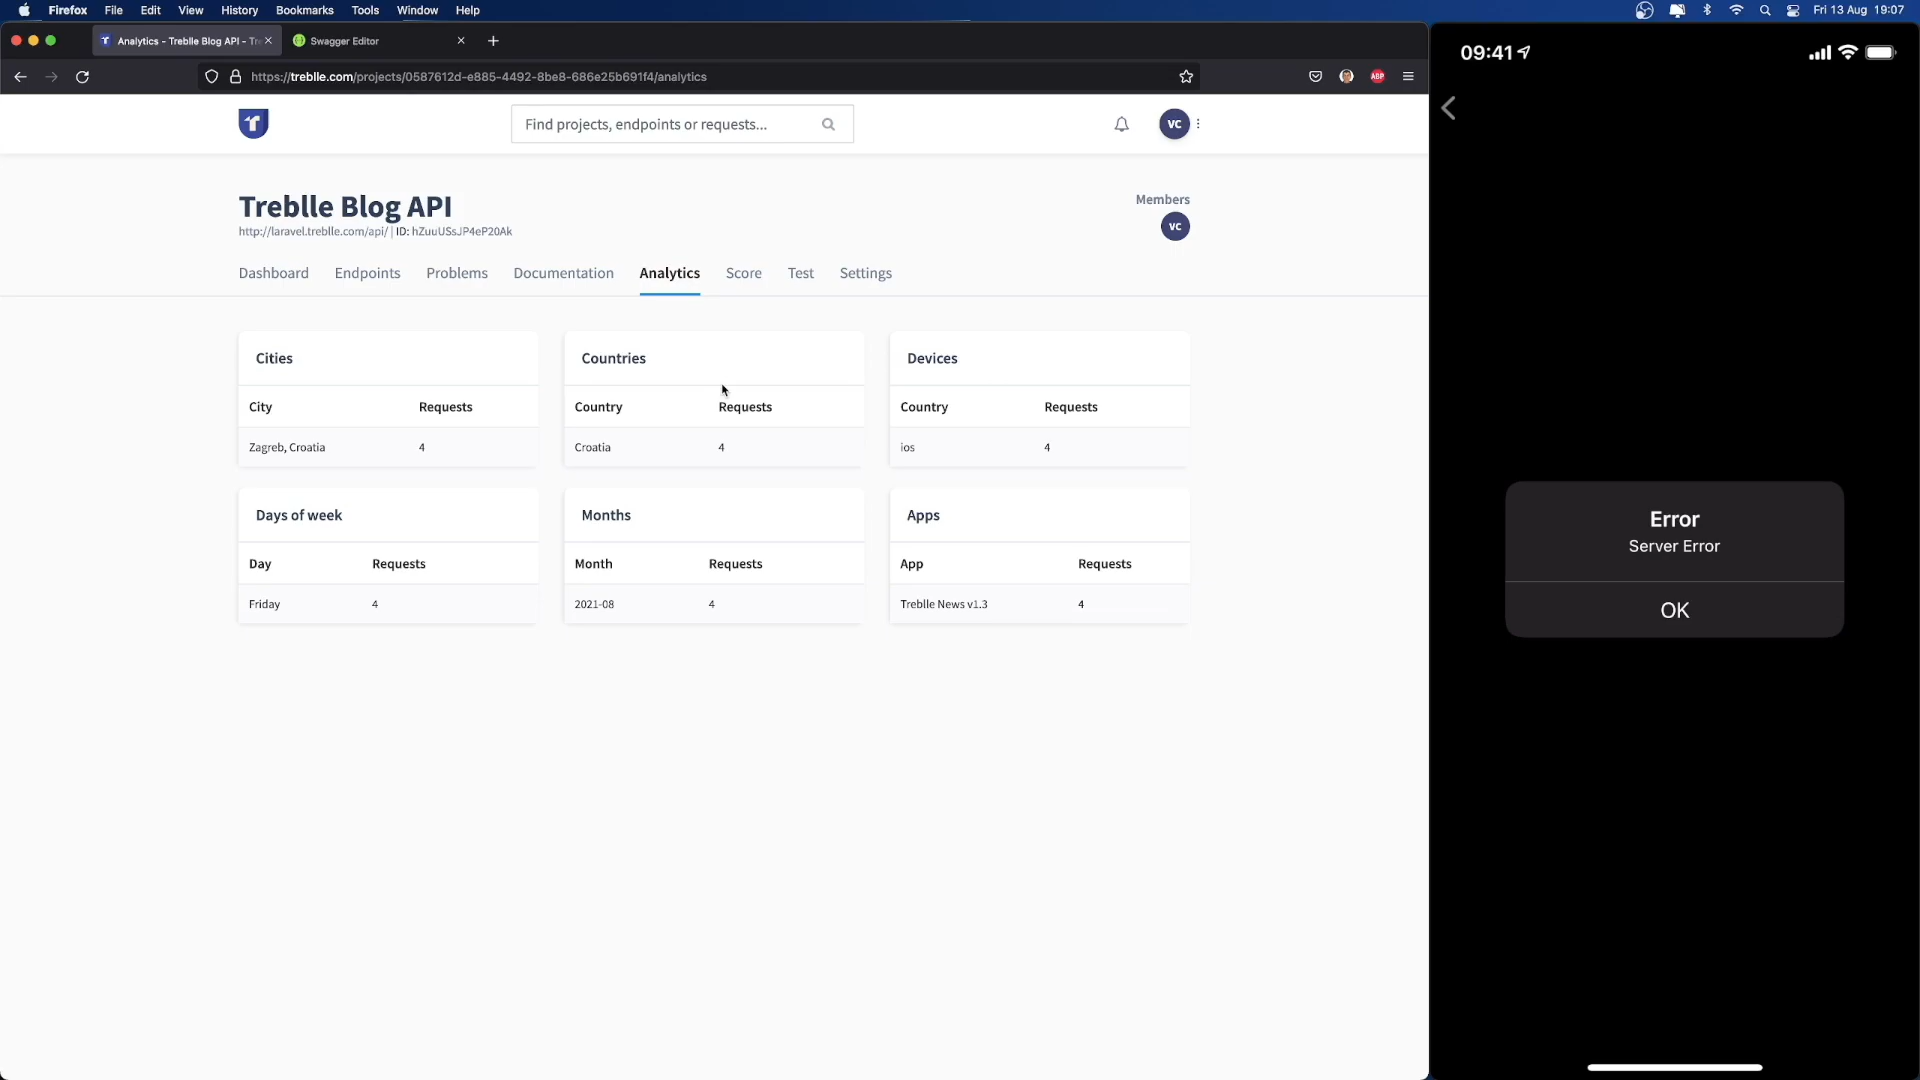 Firefox File Edit View History Bookmarks Tools Window Help Fri 13 Aug 19:07
Analytics - Treblle Blog API - Tre
Swagger Editor
https://treblle.com/projects/0587612d-e885-4492-8be8-686e25b691f4/analytics
ABP
Find projects, endpoints or requests...
VC
Treblle Blog API
http://laravel.treblle.com/api/ | ID: hZuuUSsJP4eP20Ak
Members
VC
Dashboard Endpoints Problems Documentation Analytics Score Test Settings
Cities
City Requests
Zagreb, Croatia 4
Countries
Country Requests
Croatia 4
Devices
Country Requests
ios 4
Days of week
Day Requests
Friday 4
Months
Month Requests
2021-08 4
Apps
App Requests
Treblle News v1.3 4
09:41
Error
Server Error
OK